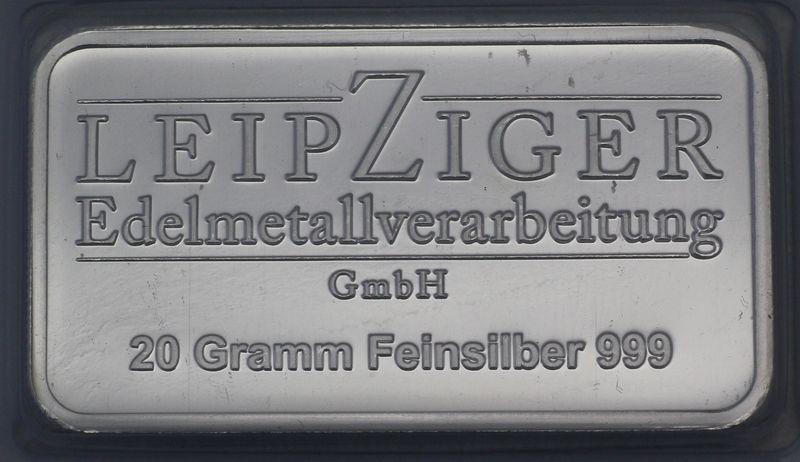 LEIPZIGER
Edelmetallverarbeitung
GmbH
20 Gramm Feinsilber 999